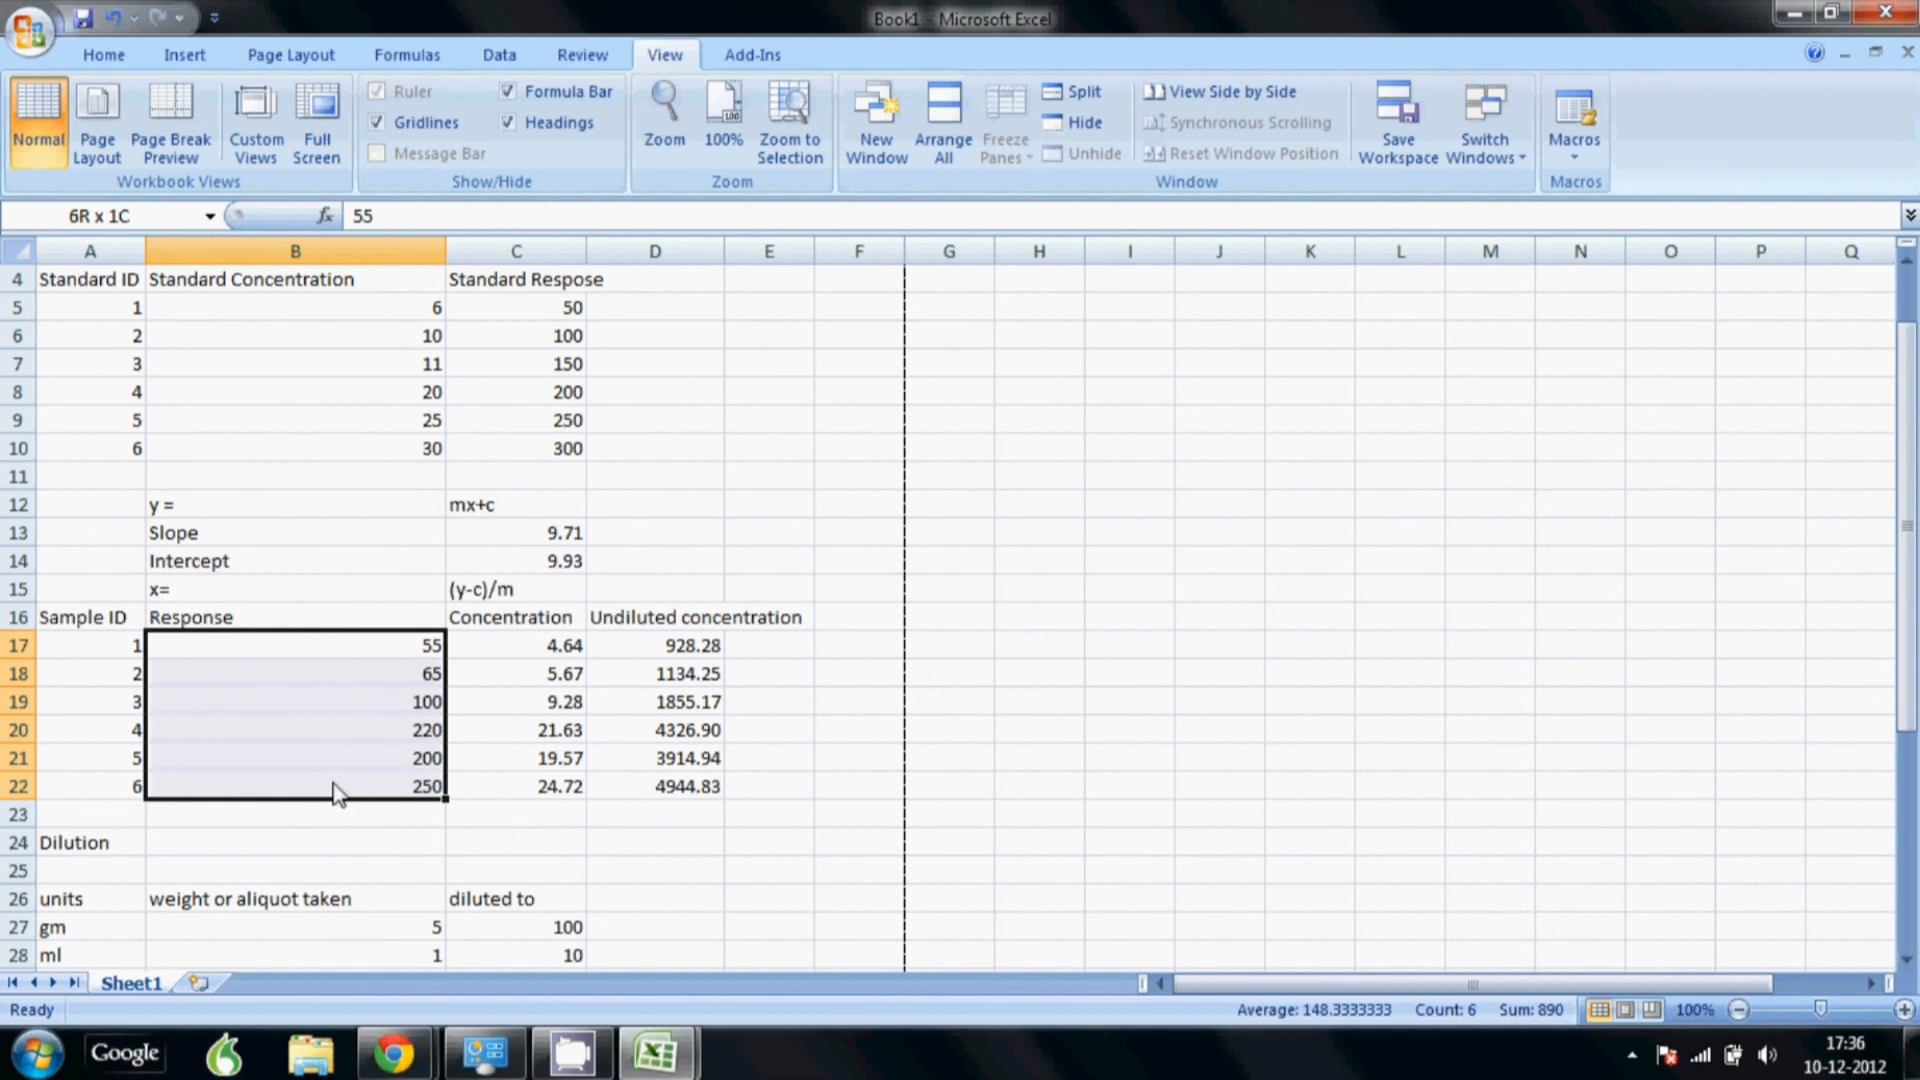 Book1 - Microsoft Excel
Home Insert Page Layout Formulas Data Review View Add-Ins
Normal
Page Layout
Page Break Preview
Custom Views
Full Screen
Workbook Views
Ruler Formula Bar
Gridlines Headings
Message Bar
Show/Hide
Zoom
100%
Zoom to Selection
Zoom
New Window
Arrange All
Freeze Panes
Split
Hide
Unhide
View Side by Side
Synchronous Scrolling
Reset Window Position
Window
Save Workspace
Switch Windows
Macros
Macros
6R x 1C fx 55
A B C D E F G H I J K L M N O P Q
4 Standard ID Standard Concentration Standard Respose
5 1 6 50
6 2 10 100
7 3 11 150
8 4 20 200
9 5 25 250
10 6 30 300
11
12 y = mx+c
13 Slope 9.71
14 Intercept 9.93
15 x= (y-c)/m
16 Sample ID Response Concentration Undiluted concentration
17 1 55 4.64 928.28
18 2 65 5.67 1134.25
19 3 100 9.28 1855.17
20 4 220 21.63 4326.90
21 5 200 19.57 3914.94
22 6 250 24.72 4944.83
23
24 Dilution
25
26 units weight or aliquot taken diluted to
27 gm 5 100
28 ml 1 10
Sheet1
Ready Average: 148.3333333 Count: 6 Sum: 890 100%
Google 17:36
10-12-2012